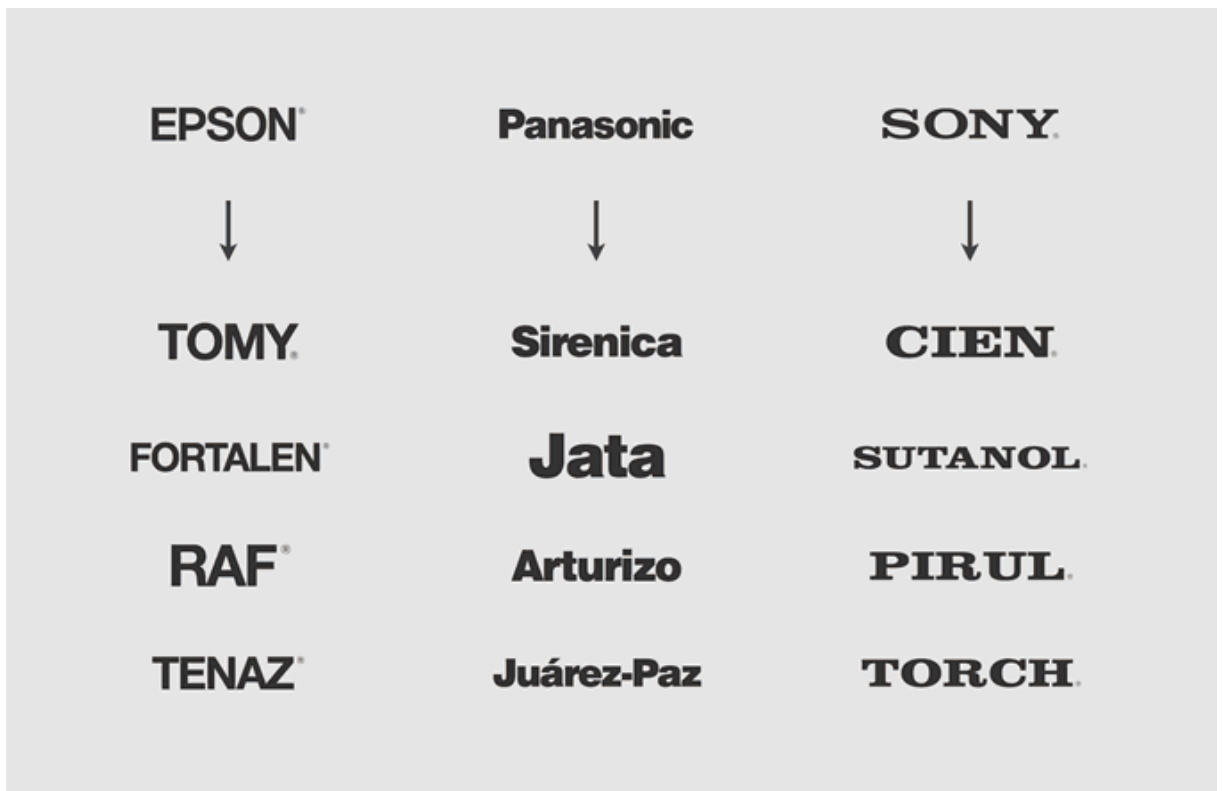 EPSON®
Panasonic
SONY®
TOMY®
Sirenica
CIEN®
FORTALEN®
Jata
SUTANOL®
RAF®
Arturizo
PIRUL®
TENAZ®
Juárez-Paz
TORCH®